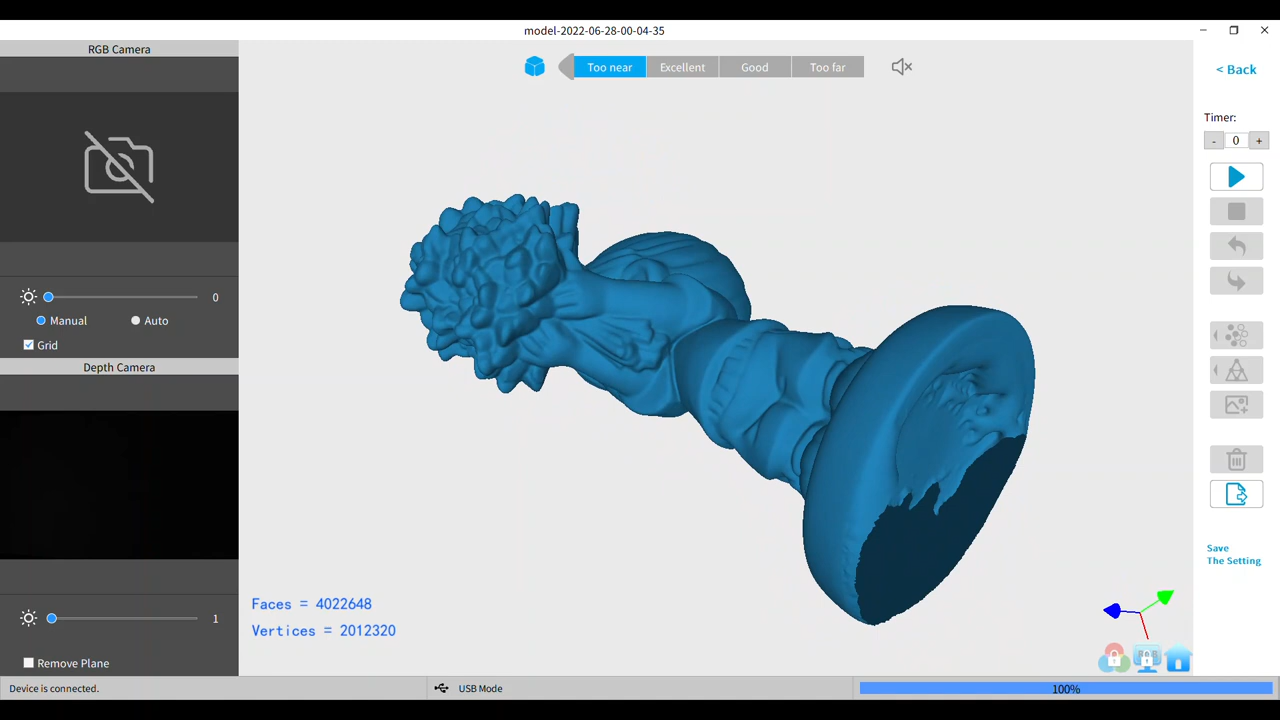 model-2022-06-28-00-04-35
RGB Camera
Too near
Excellent
Good
Too far
< Back
Timer:
- 0 +
0
Manual
Auto
Grid
Depth Camera
Save
The Setting
Faces = 4022648
Vertices = 2012320
1
Remove Plane
RGB
Device is connected.
USB Mode
100%